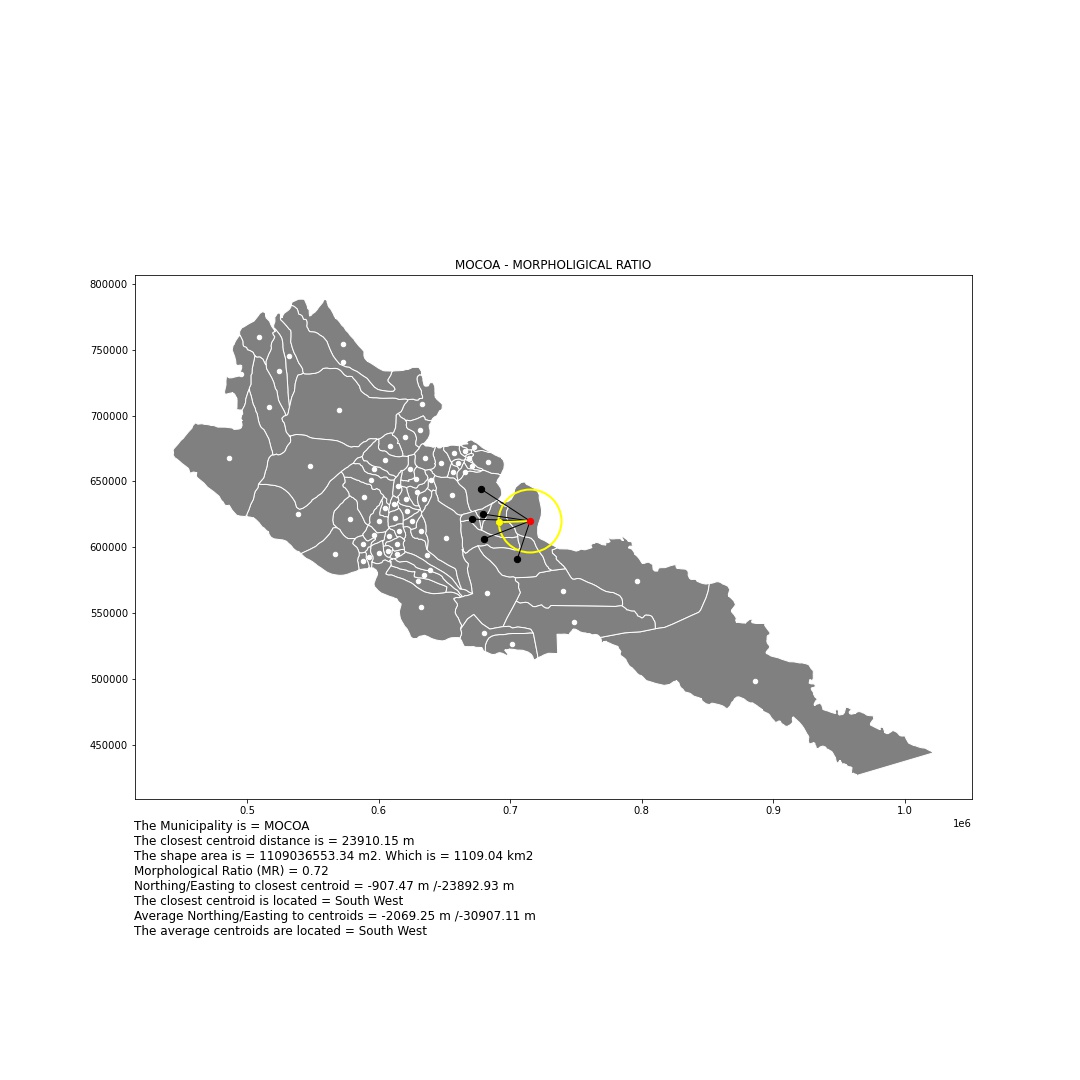 MOCOA - MORPHOLIGICAL RATIO
800000
750000
700000
650000
600000
550000
500000
450000
0.5 0.6 0.7 0.8 0.9 1.0
1e6
The Municipality is = MOCOA
The closest centroid distance is = 23910.15 m
The shape area is = 1109036553.34 m2. Which is = 1109.04 km2
Morphological Ratio (MR) = 0.72
Northing/Easting to closest centroid = -907.47 m /-23892.93 m
The closest centroid is located = South West
Average Northing/Easting to centroids = -2069.25 m /-30907.11 m
The average centroids are located = South West